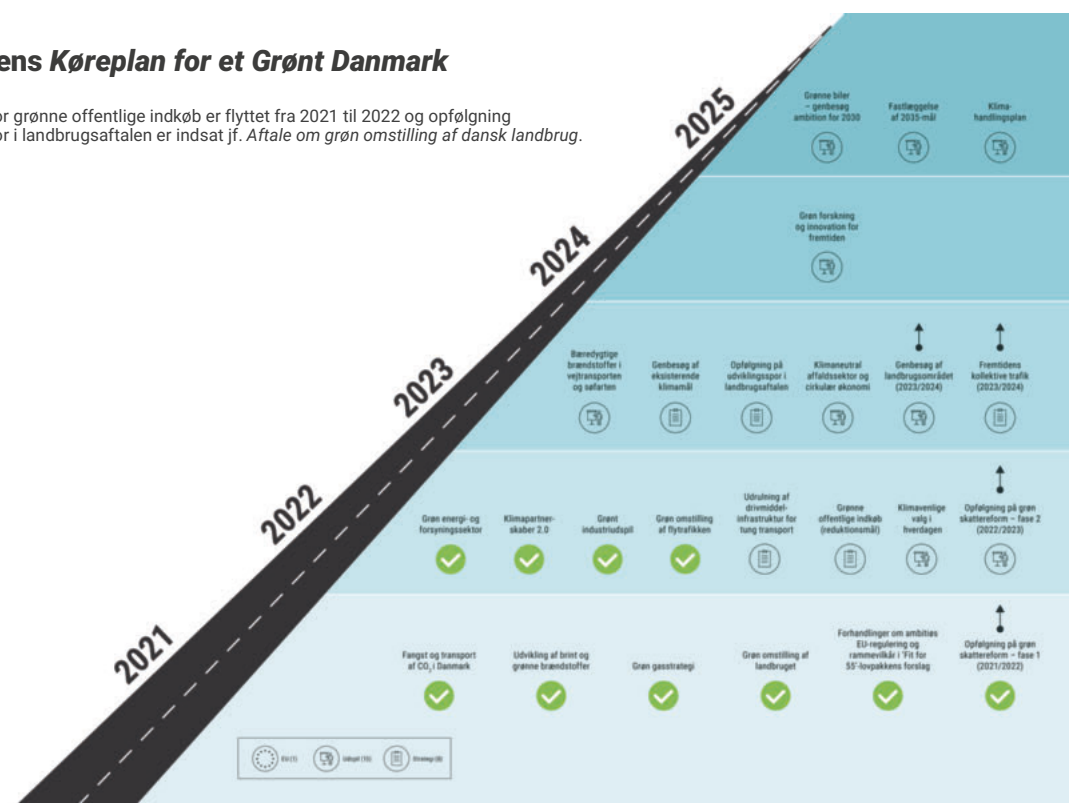 ens Køreplan for et Grønt Danmark
or grønne offentlige indkøb er flyttet fra 2021 til 2022 og opfølgning
or i landbrugsaftalen er indsat jf. Aftale om grøn omstilling af dansk landbrug.
2025
Grønne biler
– genbesøg
ambition for 2030
Fastlæggelse
af 2035-mål
Klima-
handlingsplan
2024
Grøn forskning
og innovation for
fremtiden
2023
Bæredygtige
brændstoffer i
vejtransporten
og søfarten
Genbesøg af
eksisterende
klimamål
Opfølgning på
udviklingsspor i
landbrugsaftalen
Klimaneutral
affaldssektor og
cirkulær økonomi
Genbesøg af
landbrugsområdet
(2023/2024)
Fremtidens
kollektive trafik
(2023/2024)
2022
Grøn energi- og
forsyningssektor
Klimapartner-
skaber 2.0
Grønt
industriudspil
Grøn omstilling
af flytrafikken
Udrulning af
drivmiddel-
infrastruktur for
tung transport
Grønne
offentlige indkøb
(reduktionsmål)
Klimavenlige
valg i
hverdagen
Opfølgning på grøn
skattereform – fase 2
(2022/2023)
2021
Fangst og transport
af CO₂ i Danmark
Udvikling af brint og
grønne brændstoffer
Grøn gasstrategi
Grøn omstilling af
landbruget
Forhandlinger om ambitiøs
EU-regulering og
rammevilkår i 'Fit for
55'-lovpakkens forslag
Opfølgning på grøn
skattereform – fase 1
(2021/2022)
EU (1)
Udspil
Strategi